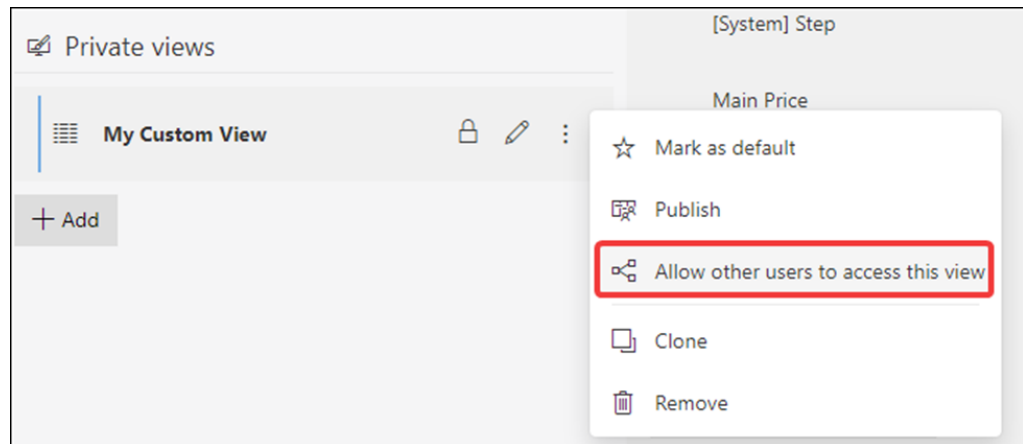 Private views
My Custom View
+ Add
[System] Step
Main Price
Mark as default
Publish
Allow other users to access this view
Clone
Remove